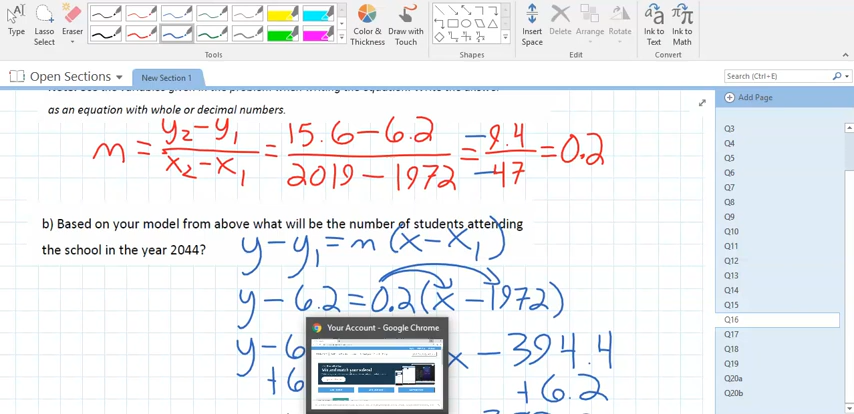 Type Lasso Select Eraser Color & Thickness Draw with Touch Insert Space Delete Arrange Rotate Ink to Text Ink to Math
Tools Shapes Edit Convert
Open Sections New Section 1 Search (Ctrl+E)
Add Page
as an equation with whole or decimal numbers.
m = y₂ − y₁ / x₂ − x₁ = 15.6 − 6.2 / 2019 − 1972 = 9.4 / 47 = 0.2
b) Based on your model from above what will be the number of students attending
the school in the year 2044?
y − y₁ = m (x − x₁)
y − 6.2 = 0.2 (x − 1972)
Your Account - Google Chrome
y − 6 x − 394.4
+6 + 6.2
Q3
Q4
Q5
Q6
Q7
Q8
Q9
Q10
Q11
Q12
Q13
Q14
Q15
Q16
Q17
Q18
Q19
Q20a
Q20b